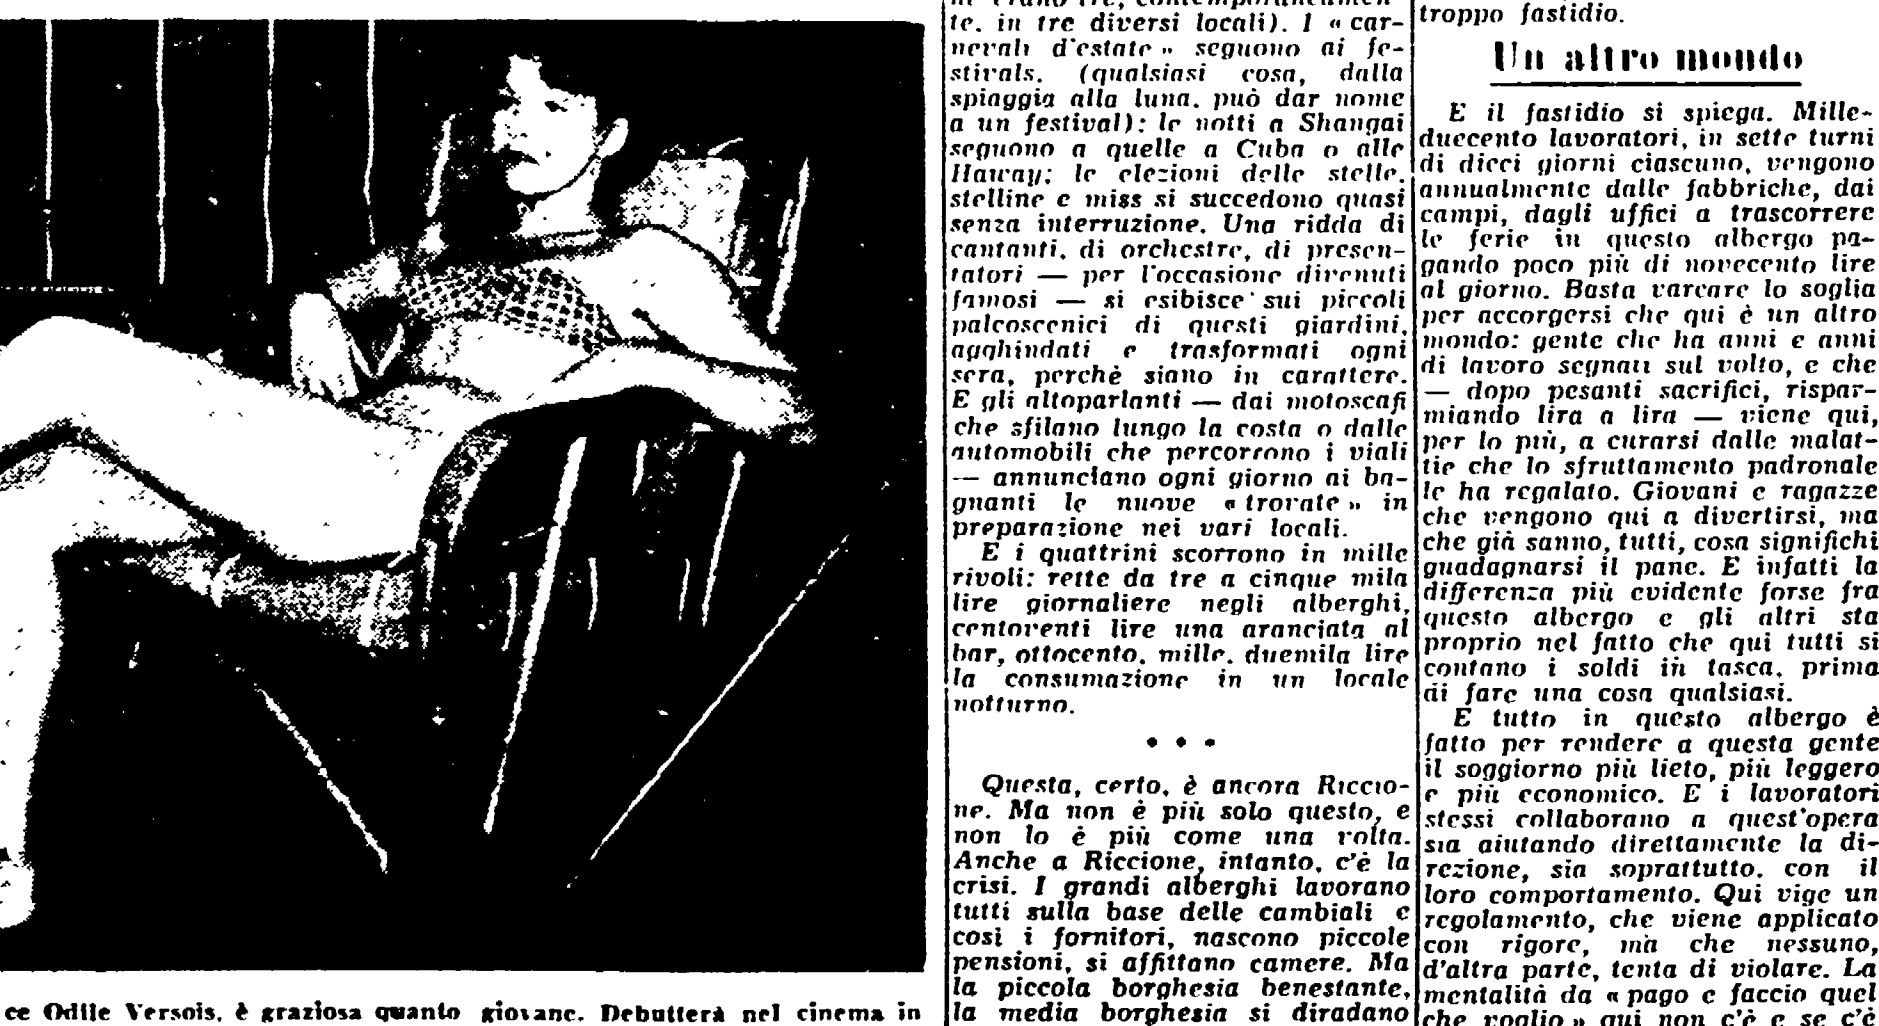 te, in tre diversi locali). I « car-
nevali d'estate » seguono ai fe-
stivals, (qualsiasi cosa, dalla
spiaggia alla luna, può dar nome
a un festival): le notti a Shangai
seguono a quelle a Cuba o alle
Haway; le elezioni delle stelle,
stelline e miss si succedono quasi
senza interruzione. Una ridda di
cantanti, di orchestre, di presen-
tatori — per l'occasione divenuti
famosi — si esibisce sui piccoli
palcoscenici di questi giardini,
agghindati e trasformati ogni
sera, perchè siano in carattere.
E gli altoparlanti — dai motoscafi
che sfilano lungo la costa o dalle
automobili che percorrono i viali
— annunciano ogni giorno ai ba-
gnanti le nuove « trovate » in
preparazione nei vari locali.
E i quattrini scorrono in mille
rivoli: rette da tre a cinque mila
lire giornaliere negli alberghi,
centoventi lire una aranciata al
bar, ottocento, mille, duemila lire
la consumazione in un locale
notturno.
• • •
Questa, certo, è ancora Riccio-
ne. Ma non è più solo questo, e
non lo è più come una volta.
Anche a Riccione, intanto, c'è la
crisi. I grandi alberghi lavorano
tutti sulla base delle cambiali e
così i fornitori, nascono piccole
pensioni, si affittano camere. Ma
la piccola borghesia benestante,
la media borghesia si diradano
troppo fastidio.
Un altro mondo
E il fastidio si spiega. Mille-
duecento lavoratori, in sette turni
di dieci giorni ciascuno, vengono
annualmente dalle fabbriche, dai
campi, dagli uffici a trascorrere
le ferie in questo albergo pa-
gando poco più di novecento lire
al giorno. Basta varcare lo soglia
per accorgersi che qui è un altro
mondo: gente che ha anni e anni
di lavoro segnati sul volto, e che
— dopo pesanti sacrifici, rispar-
miando lira a lira — viene qui,
per lo più, a curarsi dalle malat-
tie che lo sfruttamento padronale
le ha regalato. Giovani e ragazze
che vengono qui a divertirsi, ma
che già sanno, tutti, cosa significhi
guadagnarsi il pane. E infatti la
differenza più evidente forse fra
questo albergo e gli altri sta
proprio nel fatto che qui tutti si
contano i soldi in tasca, prima
di fare una cosa qualsiasi.
E tutto in questo albergo è
fatto per rendere a questa gente
il soggiorno più lieto, più leggero
e più economico. E i lavoratori
stessi collaborano a quest'opera
sia aiutando direttamente la di-
rezione, sia soprattutto, con il
loro comportamento. Qui vige un
regolamento, che viene applicato
con rigore, ma che nessuno,
d'altra parte, tenta di violare. La
mentalità da « pago e faccio quel
che voglio » qui non c'è e se c'è
ce Odile Versois, è graziosa quanto giovane. Debutterà nel cinema in